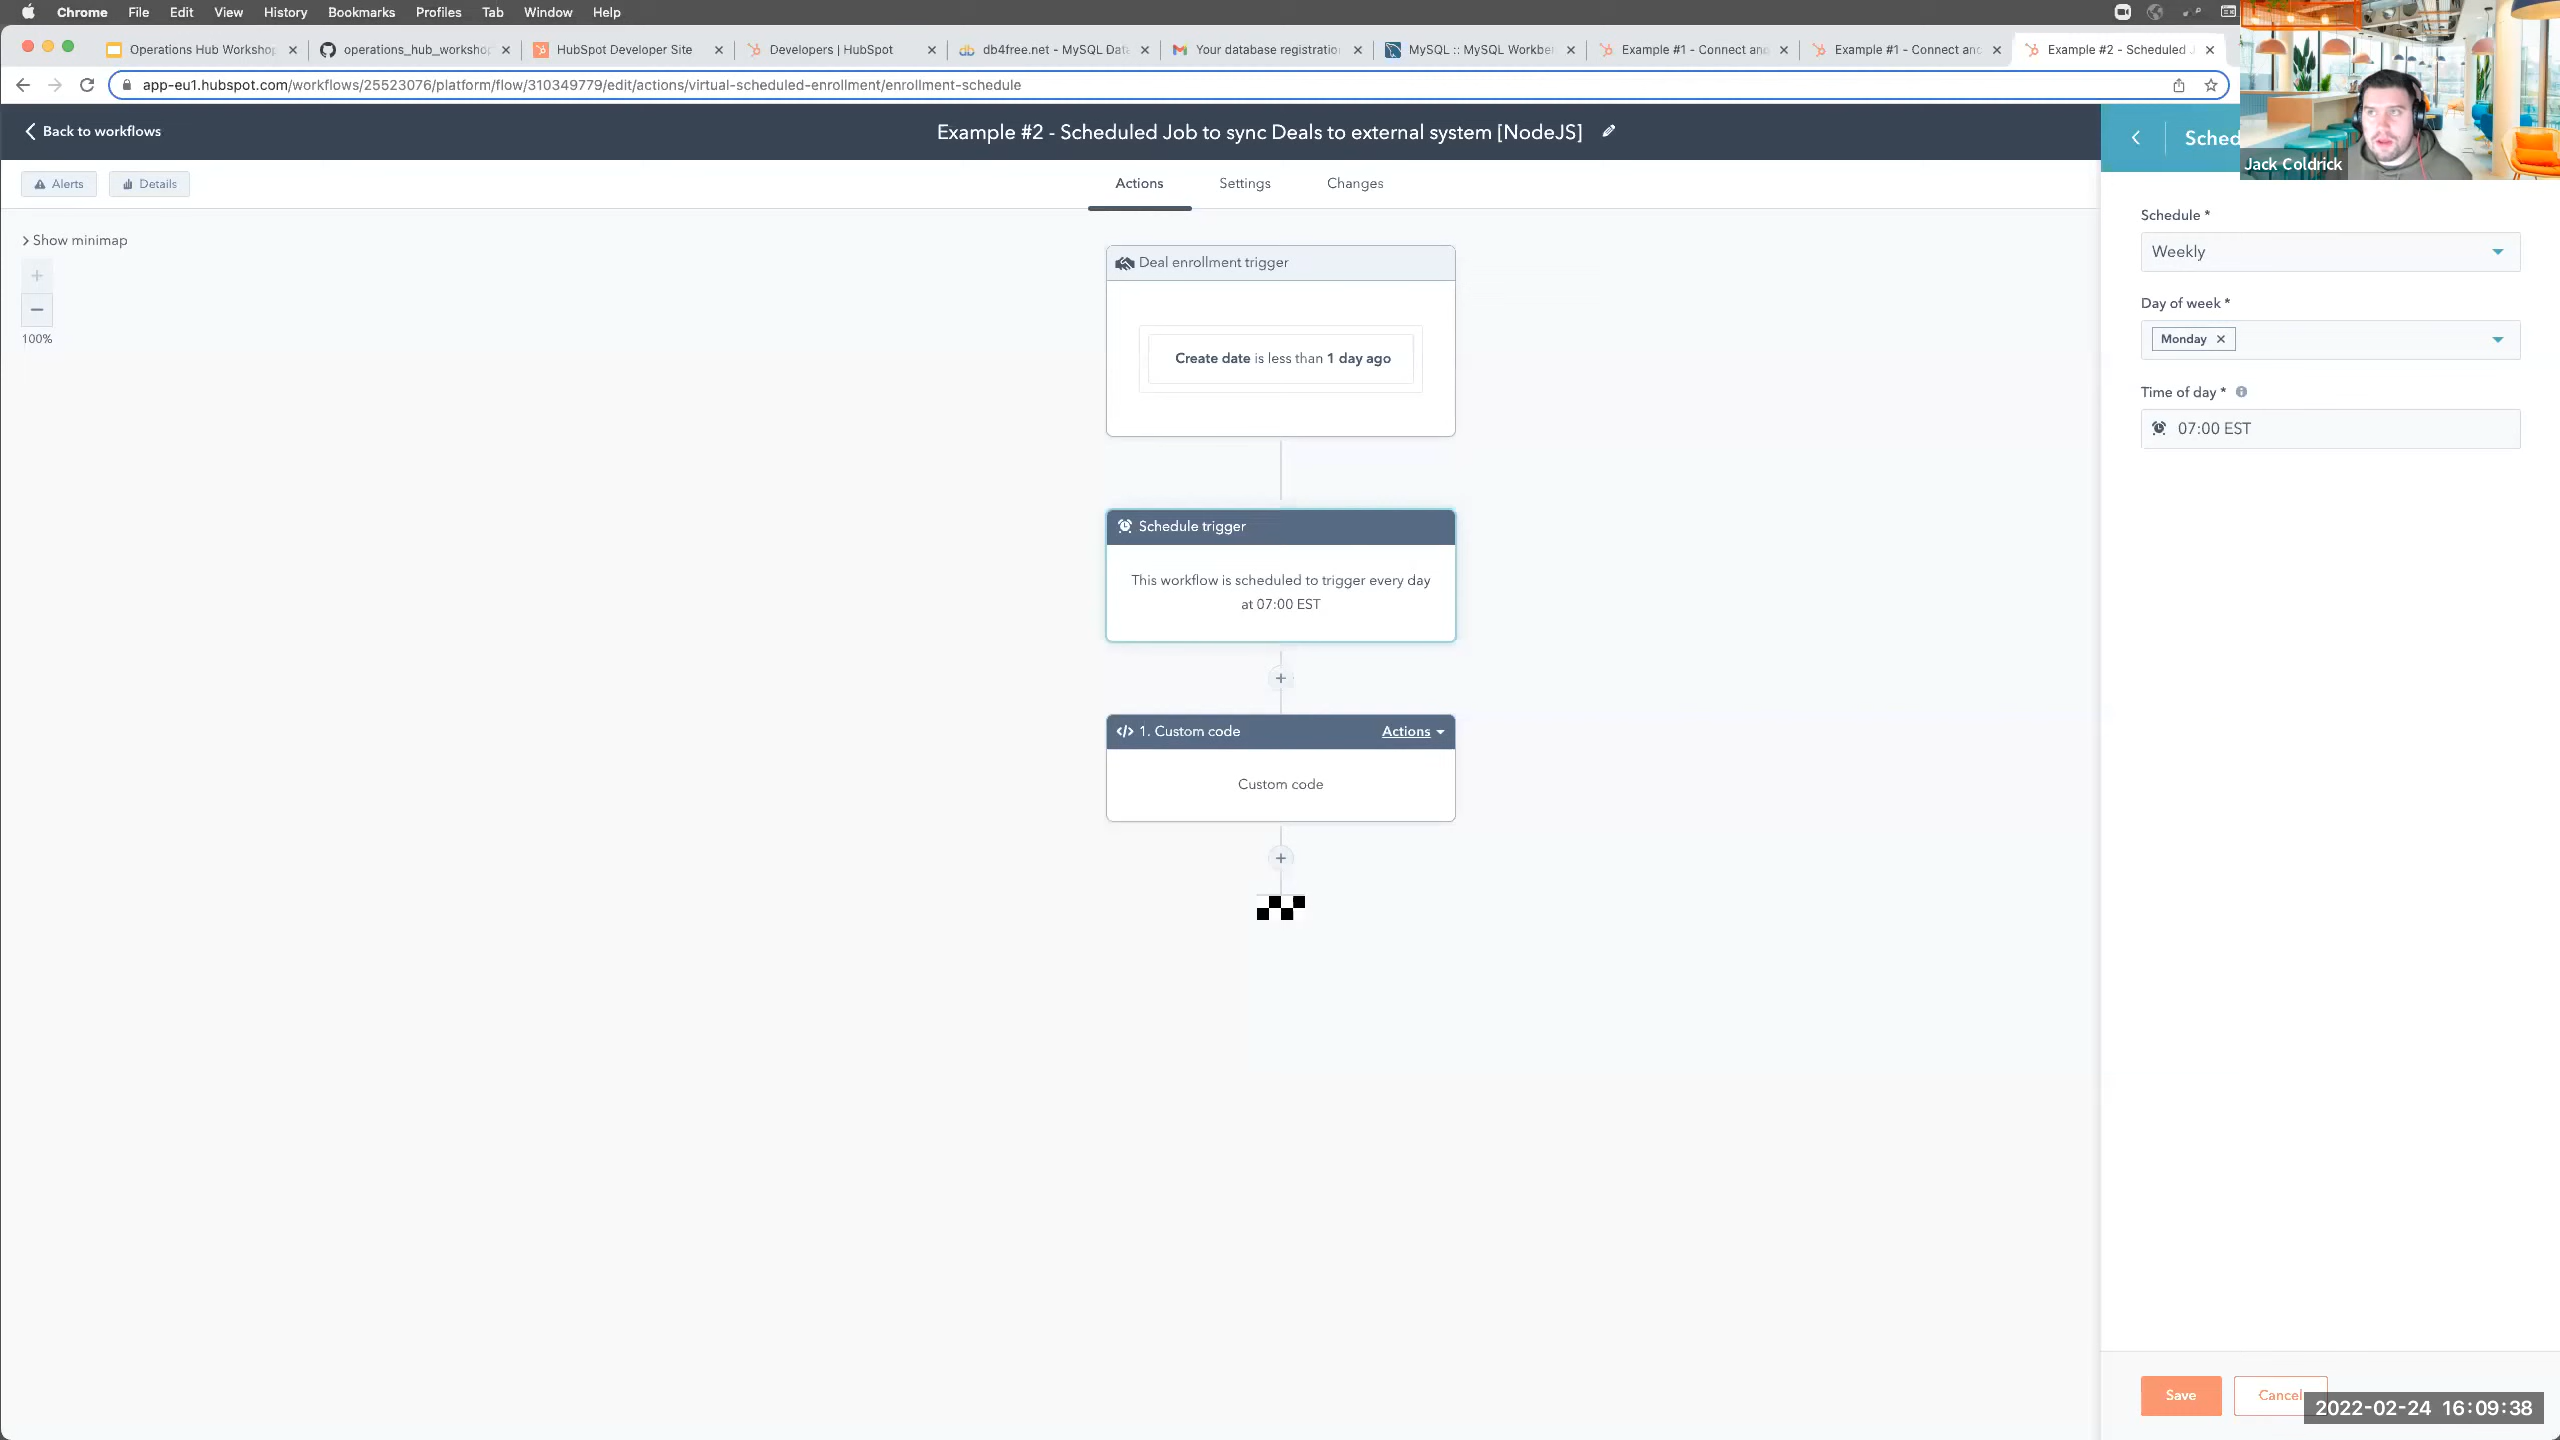 Chrome File Edit View History Bookmarks Profiles Tab Window Help
Operations Hub Workshop
operations_hub_workshop
HubSpot Developer Site
Developers | HubSpot
db4free.net - MySQL Data
Your database registration
MySQL :: MySQL Workben
Example #1 - Connect and
Example #1 - Connect and
Example #2 - Scheduled J
app-eu1.hubspot.com/workflows/25523076/platform/flow/310349779/edit/actions/virtual-scheduled-enrollment/enrollment-schedule
Back to workflows
Example #2 - Scheduled Job to sync Deals to external system [NodeJS]
Sched
Jack Coldrick
Alerts
Details
Actions
Settings
Changes
Show minimap
+
−
100%
Deal enrollment trigger
Create date is less than 1 day ago
Schedule trigger
This workflow is scheduled to trigger every day
at 07:00 EST
+
</> 1. Custom code
Actions
Custom code
+
Schedule *
Weekly
Day of week *
Monday
Time of day *
07:00 EST
Save
Cancel
2022-02-24 16:09:38